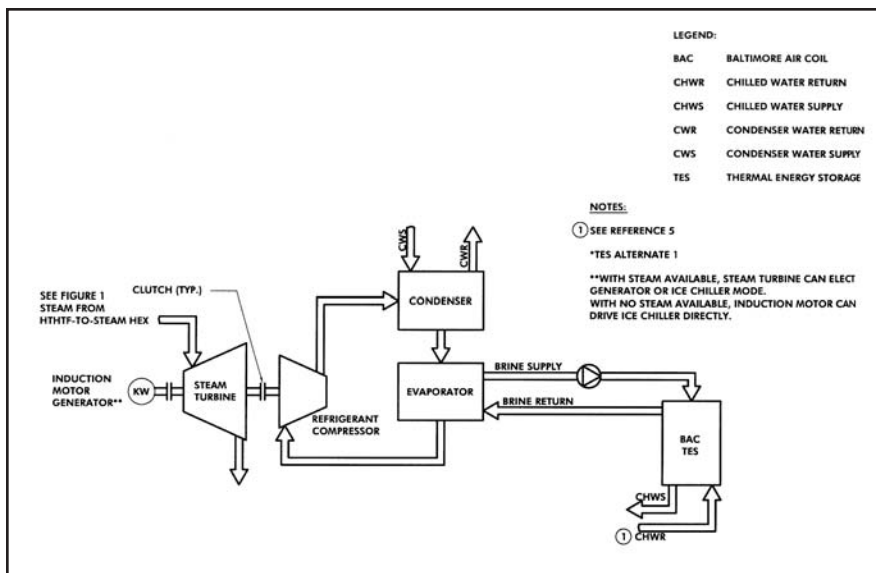 LEGEND:
BAC BALTIMORE AIR COIL
CHWR CHILLED WATER RETURN
CHWS CHILLED WATER SUPPLY
CWR CONDENSER WATER RETURN
CWS CONDENSER WATER SUPPLY
TES THERMAL ENERGY STORAGE
NOTES:
1 SEE REFERENCE 5
*TES ALTERNATE 1
**WITH STEAM AVAILABLE, STEAM TURBINE CAN ELECT
GENERATOR OR ICE CHILLER MODE.
WITH NO STEAM AVAILABLE, INDUCTION MOTOR CAN
DRIVE ICE CHILLER DIRECTLY.
CWS
CWR
CONDENSER
SEE FIGURE 1
STEAM FROM
HTHTF-TO-STEAM HEX
CLUTCH (TYP.)
INDUCTION
MOTOR
GENERATOR**
KW
STEAM
TURBINE
REFRIGERANT
COMPRESSOR
EVAPORATOR
BRINE SUPPLY
BRINE RETURN
BAC
TES
CHWS
1 CHWR